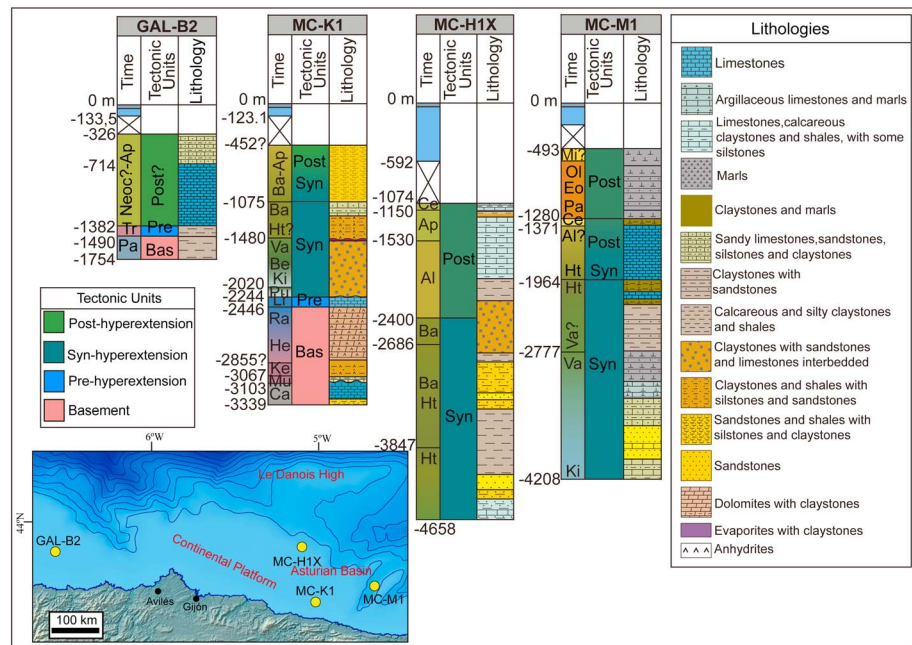 GAL-B2
Time
Tectonic Units
Lithology
0 m
-133.5
-326
-714
-1382
-1490
-1754
Neoc?-Ap
Tr
Pa
Post?
Pre
Bas
MC-K1
Time
Tectonic Units
Lithology
0 m
-123.1
-452?
-1075
-1480
-2020
-2244
-2446
-2855?
-3067
-3103
-3339
Ba-Ap
Ba
Ht?
Va
Be
Ki
Pu
Lr
Ra
He
Ke
Mu
Ca
Post
Syn
Syn
Pre
Bas
MC-H1X
Time
Tectonic Units
Lithology
0 m
-592
-1074
-1150
-1530
-2400
-2686
-3847
-4658
Ce
Ap
Al
Ba
Ba
Ht
Ht
Post
Syn
MC-M1
Time
Tectonic Units
Lithology
0 m
-493
-1280
-1371
-1964
-2777
-4208
Mi?
Ol
Eo
Pa
Ce
Al?
Ht
Ht
Va?
Va
Ki
Post
Post
Syn
Syn
Lithologies
Limestones
Argillaceous limestones and marls
Limestones,calcareous
claystones and shales, with some
silstones
Marls
Claystones and marls
Sandy limestones,sandstones,
silstones and claystones
Claystones with
sandstones
Calcareous and silty claystones
and shales
Claystones with sandstones
and limestones interbedded
Claystones and shales with
silstones and sandstones
Sandstones and shales with
silstones and claystones
Sandstones
Dolomites with claystones
Evaporites with claystones
Anhydrites
Tectonic Units
Post-hyperextension
Syn-hyperextension
Pre-hyperextension
Basement
6°W
5°W
44°N
Le Danois High
GAL-B2
Continental Platform
MC-H1X
Asturian Basin
MC-K1
MC-M1
Avilés
Gijón
100 km